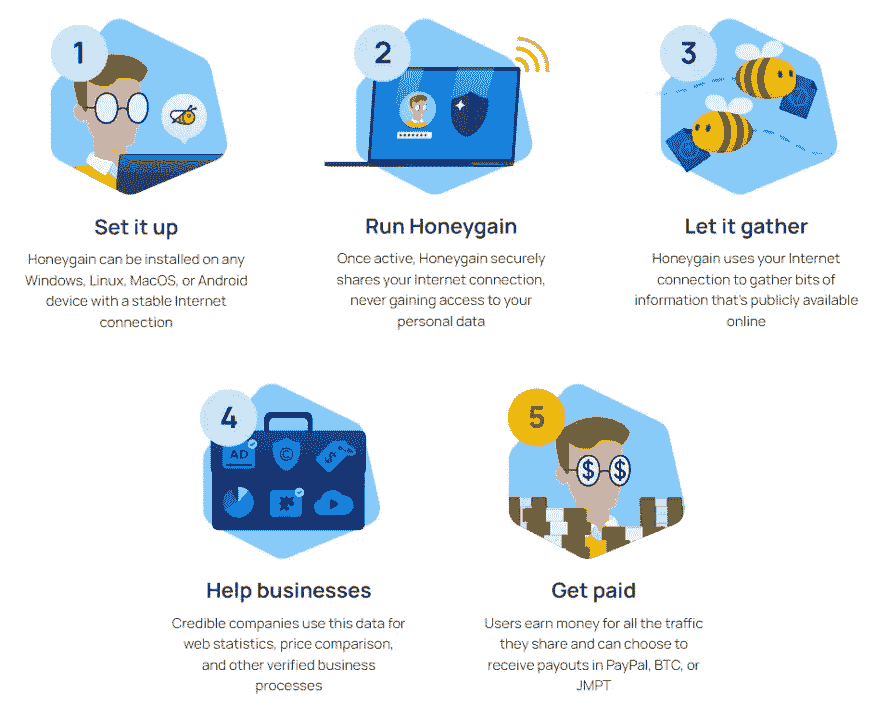 1
Set it up
Honeygain can be installed on any
Windows, Linux, MacOS, or Android
device with a stable Internet
connection
2
Run Honeygain
Once active, Honeygain securely
shares your Internet connection,
never gaining access to your
personal data
3
Let it gather
Honeygain uses your Internet
connection to gather bits of
information that's publicly available
online
4
AD
Help businesses
Credible companies use this data for
web statistics, price comparison,
and other verified business
processes
5
$ $
Get paid
Users earn money for all the traffic
they share and can choose to
receive payouts in PayPal, BTC, or
JMPT